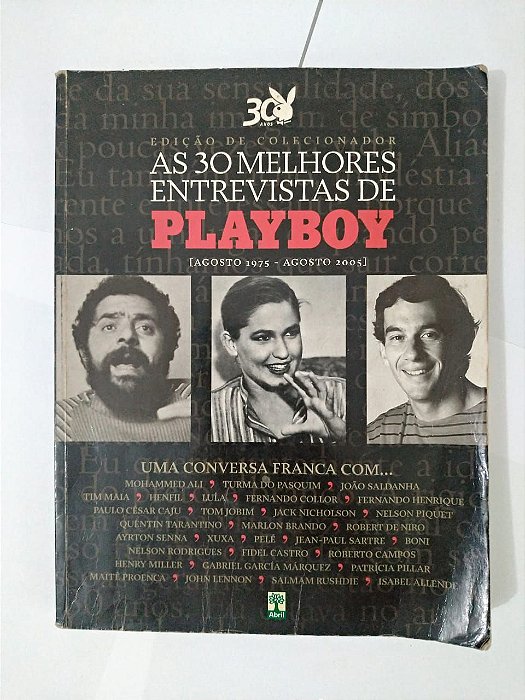 30
ANOS
EDIÇÃO DE COLECIONADOR
AS 30 MELHORES
ENTREVISTAS DE
PLAYBOY
[AGOSTO 1975 - AGOSTO 2005]
UMA CONVERSA FRANCA COM...
MOHAMMED ALI , TURMA DO PASQUIM , JOÃO SALDANHA
TIM MAIA , HENFIL , LULA , FERNANDO COLLOR , FERNANDO HENRIQUE
PAULO CÉSAR CAJU , TOM JOBIM , JACK NICHOLSON , NELSON PIQUET
QUENTIN TARANTINO , MARLON BRANDO , ROBERT DE NIRO
AYRTON SENNA , XUXA , PELÉ , JEAN-PAUL SARTRE , BONI
NELSON RODRIGUES , FIDEL CASTRO , ROBERTO CAMPOS
HENRY MILLER , GABRIEL GARCÍA MÁRQUEZ , PATRÍCIA PILLAR
MAITÊ PROENÇA , JOHN LENNON , SALMAM RUSHDIE , ISABEL ALLENDE
Abril